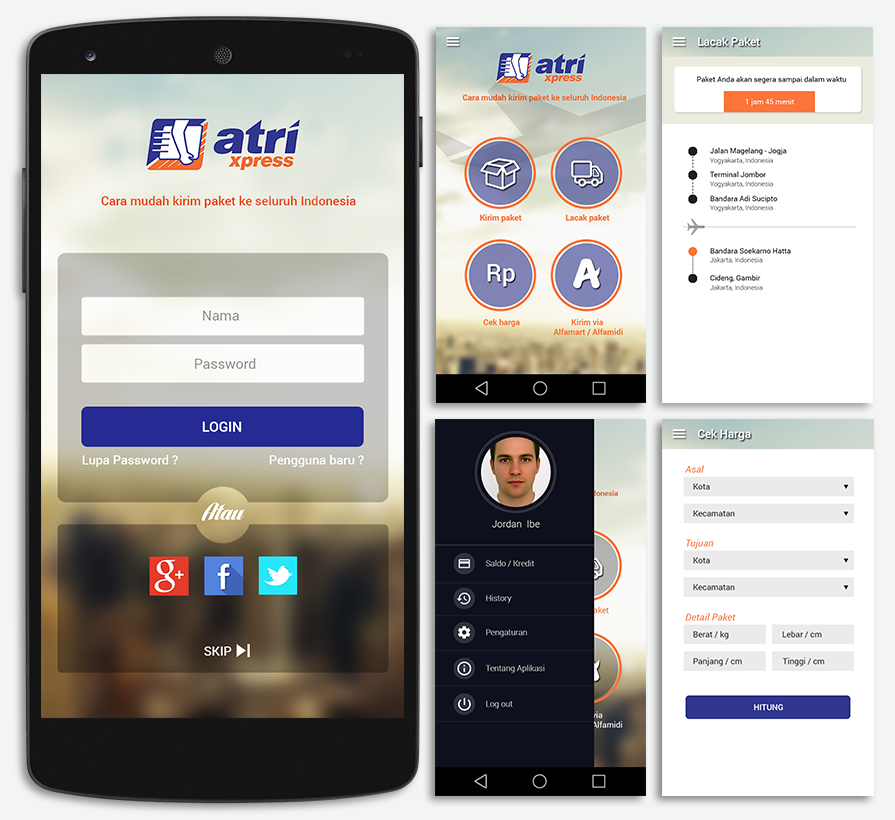 atri
xpress
Cara mudah kirim paket ke seluruh Indonesia
Nama
Password
LOGIN
Lupa Password ?
Pengguna baru ?
Atau
g+
f
SKIP
atri
xpress
Cara mudah kirim paket ke seluruh Indonesia
Kirim paket
Lacak paket
Rp
A
Cek harga
Kirim via
Alfamart / Alfamidi
Lacak Paket
Paket Anda akan segera sampai dalam waktu
1 jam 45 menit
Jalan Magelang - Jogja
Yogyakarta, Indonesia
Terminal Jombor
Yogyakarta, Indonesia
Bandara Adi Sucipto
Yogyakarta, Indonesia
Bandara Soekarno Hatta
Jakarta, Indonesia
Cideng, Gambir
Jakarta, Indonesia
Jordan Ibe
Saldo / Kredit
History
Pengaturan
Tentang Aplikasi
Log out
donesia
aket
via
Alfamidi
Cek Harga
Asal
Kota
Kecamatan
Tujuan
Kota
Kecamatan
Detail Paket
Berat / kg
Lebar / cm
Panjang / cm
Tinggi / cm
HITUNG